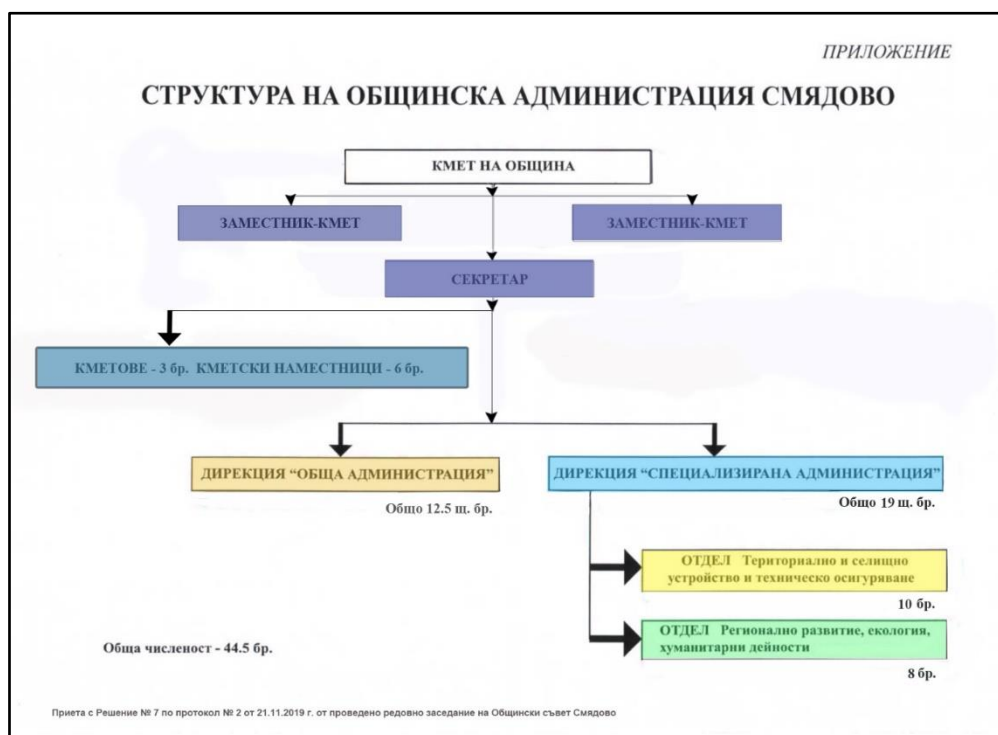 ПРИЛОЖЕНИЕ
СТРУКТУРА НА ОБЩИНСКА АДМИНИСТРАЦИЯ СМЯДОВО
КМЕТ НА ОБЩИНА
ЗАМЕСТНИК-КМЕТ
ЗАМЕСТНИК-КМЕТ
СЕКРЕТАР
КМЕТОВЕ - 3 бр. КМЕТСКИ НАМЕСТНИЦИ - 6 бр.
ДИРЕКЦИЯ “ОБЩА АДМИНИСТРАЦИЯ”
ДИРЕКЦИЯ “СПЕЦИАЛИЗИРАНА АДМИНИСТРАЦИЯ”
Общо 12.5 щ. бр.
Общо 19 щ. бр.
ОТДЕЛ Териториално и селищно
устройство и техническо осигуряване
10 бр.
ОТДЕЛ Регионално развитие, екология,
хуманитарни дейности
8 бр.
Обща численост - 44.5 бр.
Приета с Решение № 7 по протокол № 2 от 21.11.2019 г. от проведено редовно заседание на Общински съвет Смядово